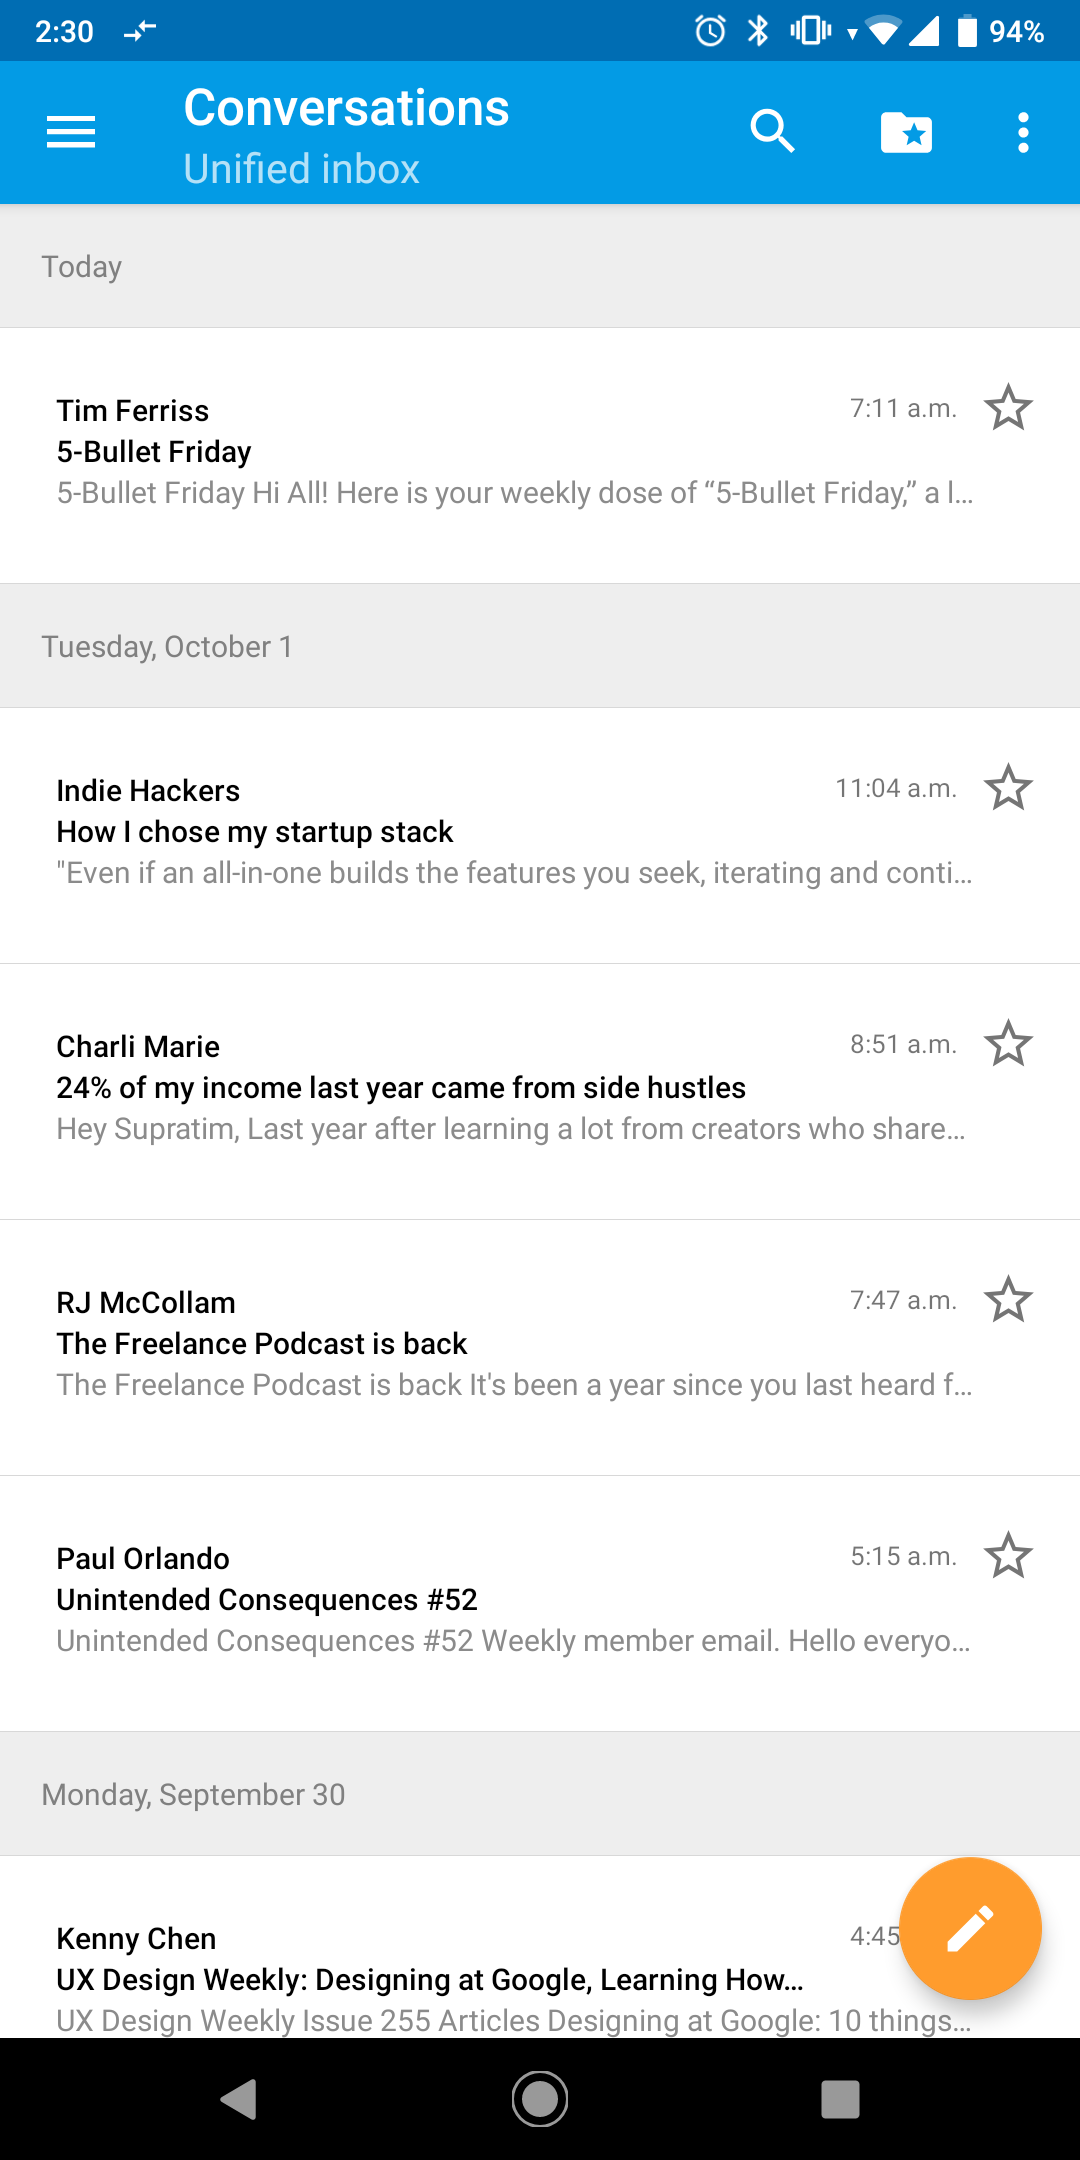 2:30 94%
Conversations
Unified inbox
Today
Tim Ferriss 7:11 a.m.
5-Bullet Friday
5-Bullet Friday Hi All! Here is your weekly dose of “5-Bullet Friday,” a l...
Tuesday, October 1
Indie Hackers 11:04 a.m.
How I chose my startup stack
"Even if an all-in-one builds the features you seek, iterating and conti...
Charli Marie 8:51 a.m.
24% of my income last year came from side hustles
Hey Supratim, Last year after learning a lot from creators who share...
RJ McCollam 7:47 a.m.
The Freelance Podcast is back
The Freelance Podcast is back It's been a year since you last heard f...
Paul Orlando 5:15 a.m.
Unintended Consequences #52
Unintended Consequences #52 Weekly member email. Hello everyo...
Monday, September 30
Kenny Chen 4:45
UX Design Weekly: Designing at Google, Learning How...
UX Design Weekly Issue 255 Articles Designing at Google: 10 things...